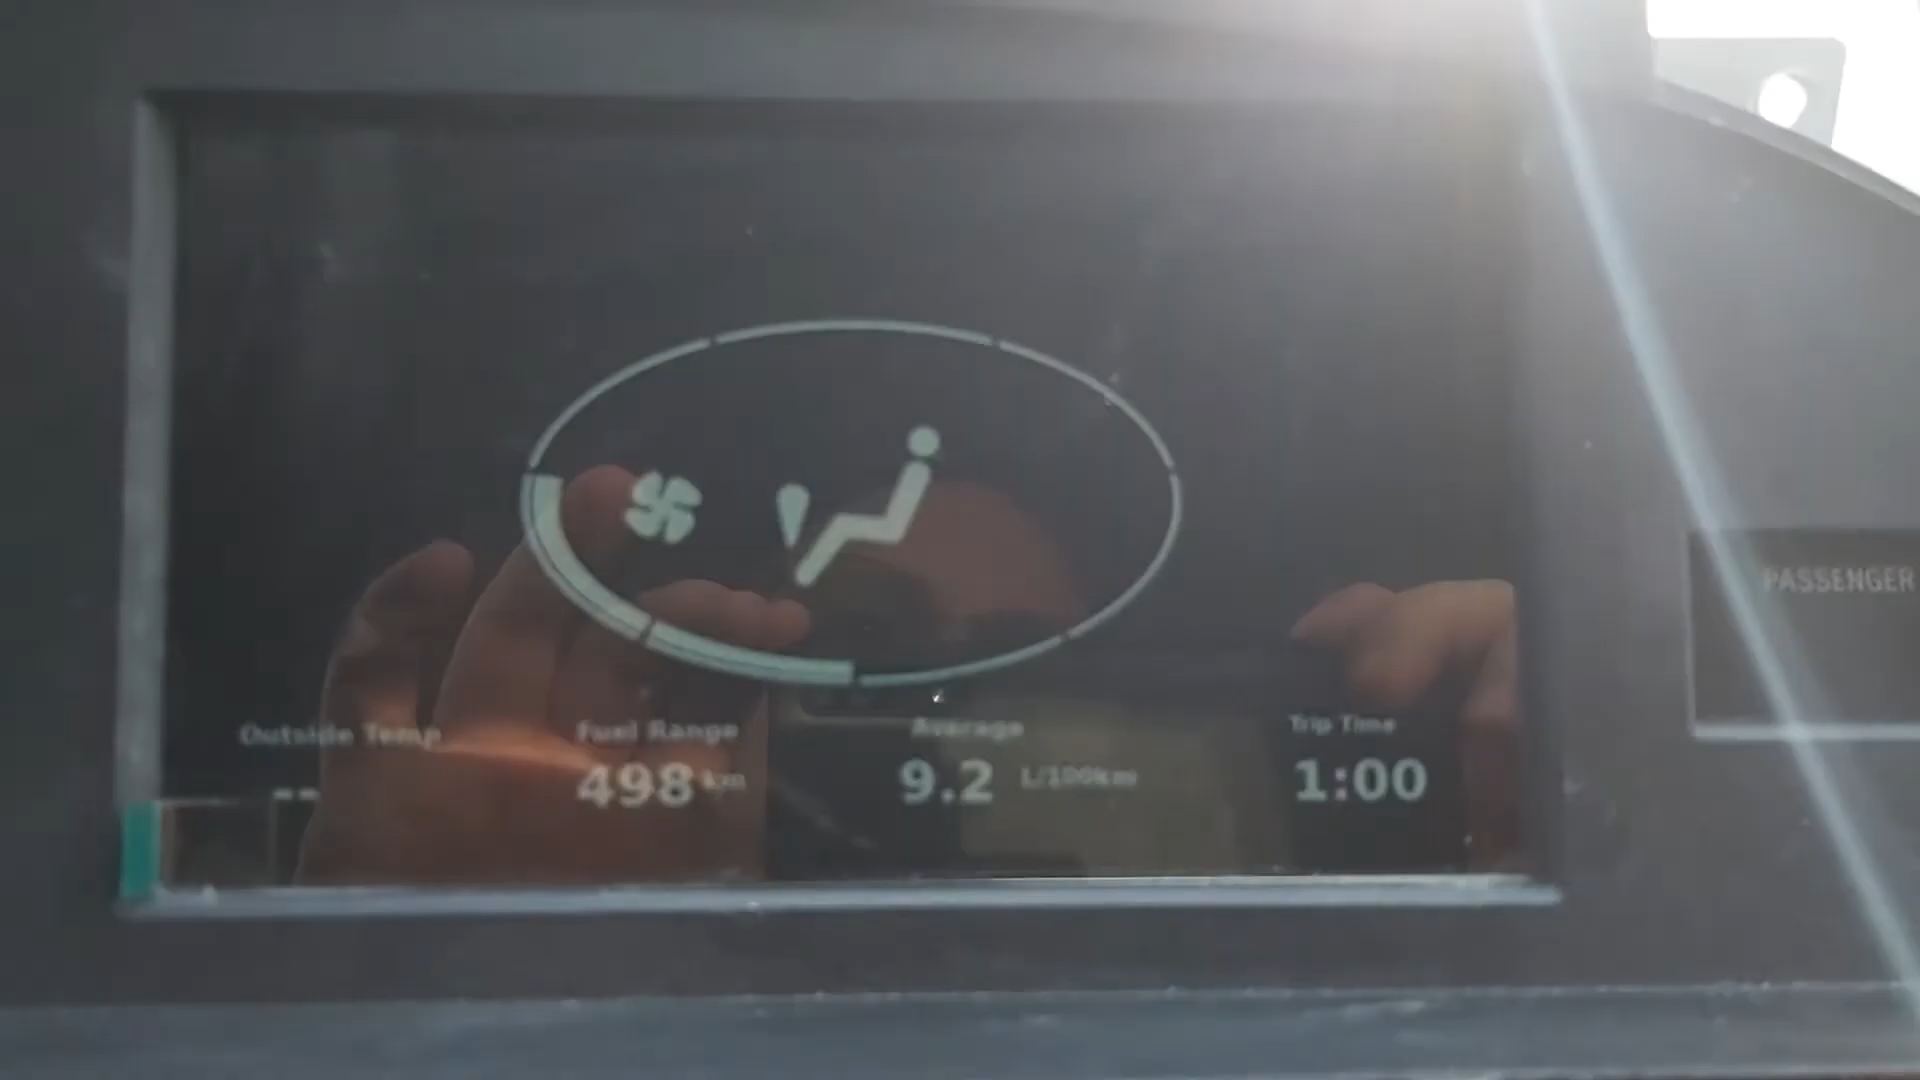 PASSENGER
Outside Temp
Fuel Range
Average
Trip Time
--
498 km
9.2 L/100km
1:00